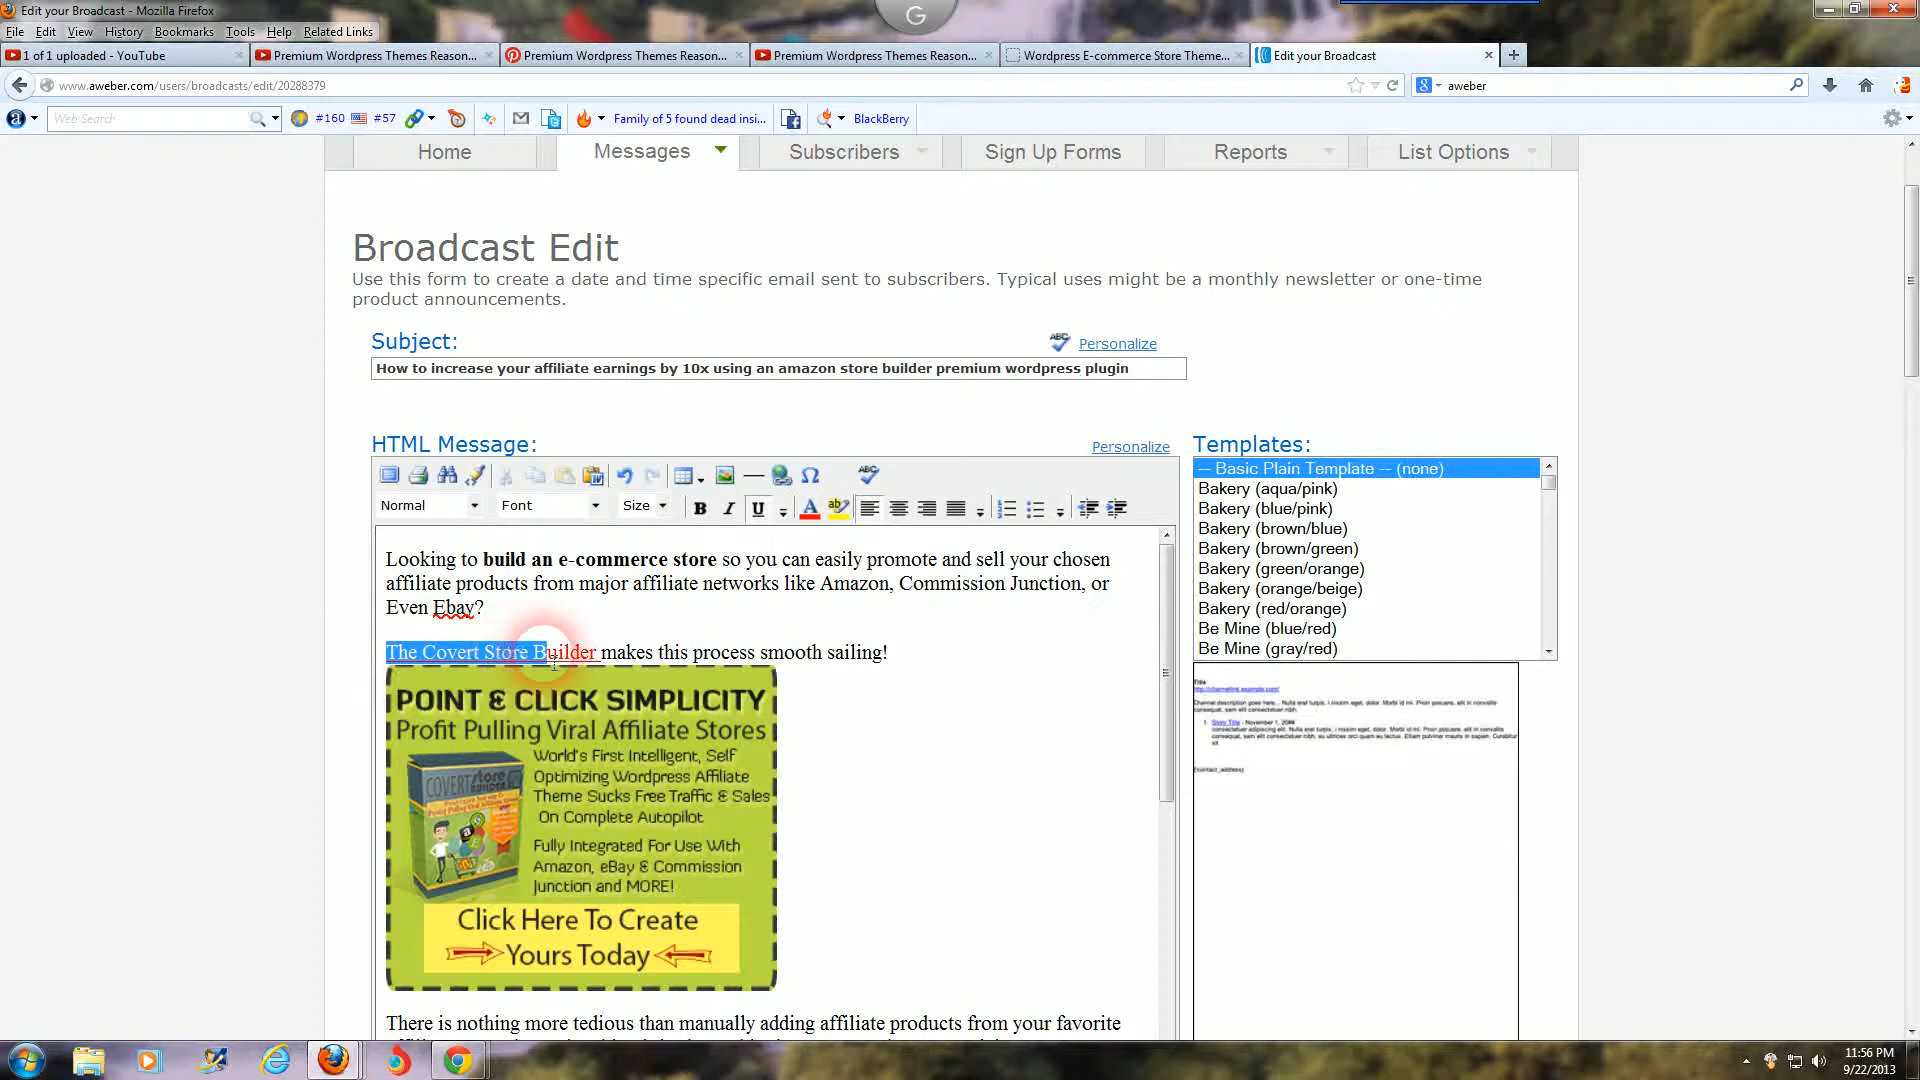 Edit your Broadcast - Mozilla Firefox
File Edit View History Bookmarks Tools Help Related Links
1 of 1 uploaded - YouTube
Premium Wordpress Themes Reason...
Premium Wordpress Themes Reason...
Premium Wordpress Themes Reason...
Wordpress E-commerce Store Theme...
Edit your Broadcast
www.aweber.com/users/broadcasts/edit/20288379
aweber
Web Search
#160 #57
Family of 5 found dead insi...
BlackBerry
Home
Messages
Subscribers
Sign Up Forms
Reports
List Options
Broadcast Edit
Use this form to create a date and time specific email sent to subscribers. Typical uses might be a monthly newsletter or one-time
product announcements.
Subject:
Personalize
How to increase your affiliate earnings by 10x using an amazon store builder premium wordpress plugin
HTML Message:
Personalize
Normal Font Size
Looking to build an e-commerce store so you can easily promote and sell your chosen
affiliate products from major affiliate networks like Amazon, Commission Junction, or
Even Ebay?
The Covert Store Builder makes this process smooth sailing!
POINT & CLICK SIMPLICITY
Profit Pulling Viral Affiliate Stores
World's First Intelligent, Self
Optimizing Wordpress Affiliate
Theme Sucks Free Traffic & Sales
On Complete Autopilot
Fully Integrated For Use With
Amazon, eBay & Commission
Junction and MORE!
Click Here To Create
Yours Today
There is nothing more tedious than manually adding affiliate products from your favorite
Templates:
-- Basic Plain Template -- (none)
Bakery (aqua/pink)
Bakery (blue/pink)
Bakery (brown/blue)
Bakery (brown/green)
Bakery (green/orange)
Bakery (orange/beige)
Bakery (red/orange)
Be Mine (blue/red)
Be Mine (gray/red)
Title
http://channellink.example.com/
11:56 PM
9/22/2013